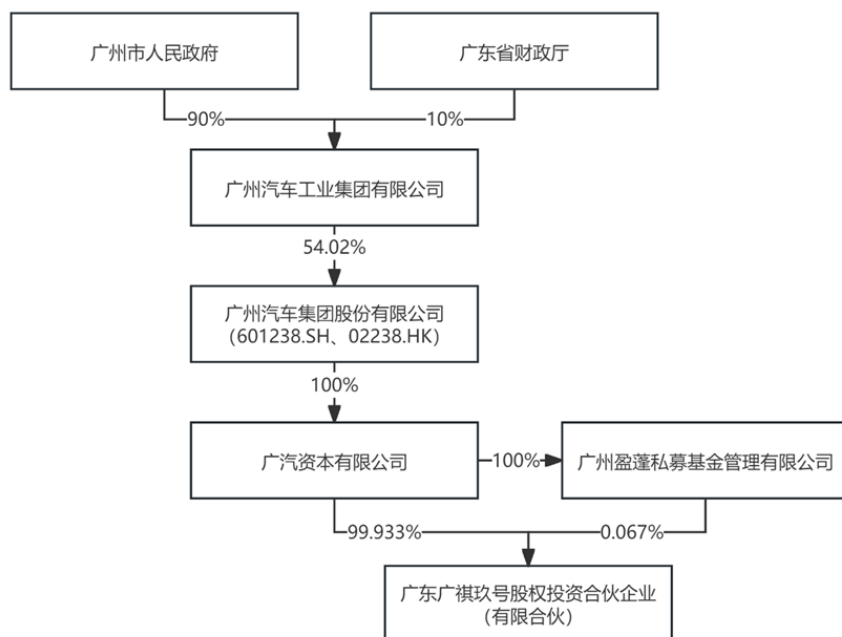 广州市人民政府
广东省财政厅
90%
10%
广州汽车工业集团有限公司
54.02%
广州汽车集团股份有限公司
（601238.SH、02238.HK）
100%
广汽资本有限公司
100%
广州盈蓬私募基金管理有限公司
99.933%
0.067%
广东广祺玖号股权投资合伙企业
（有限合伙）